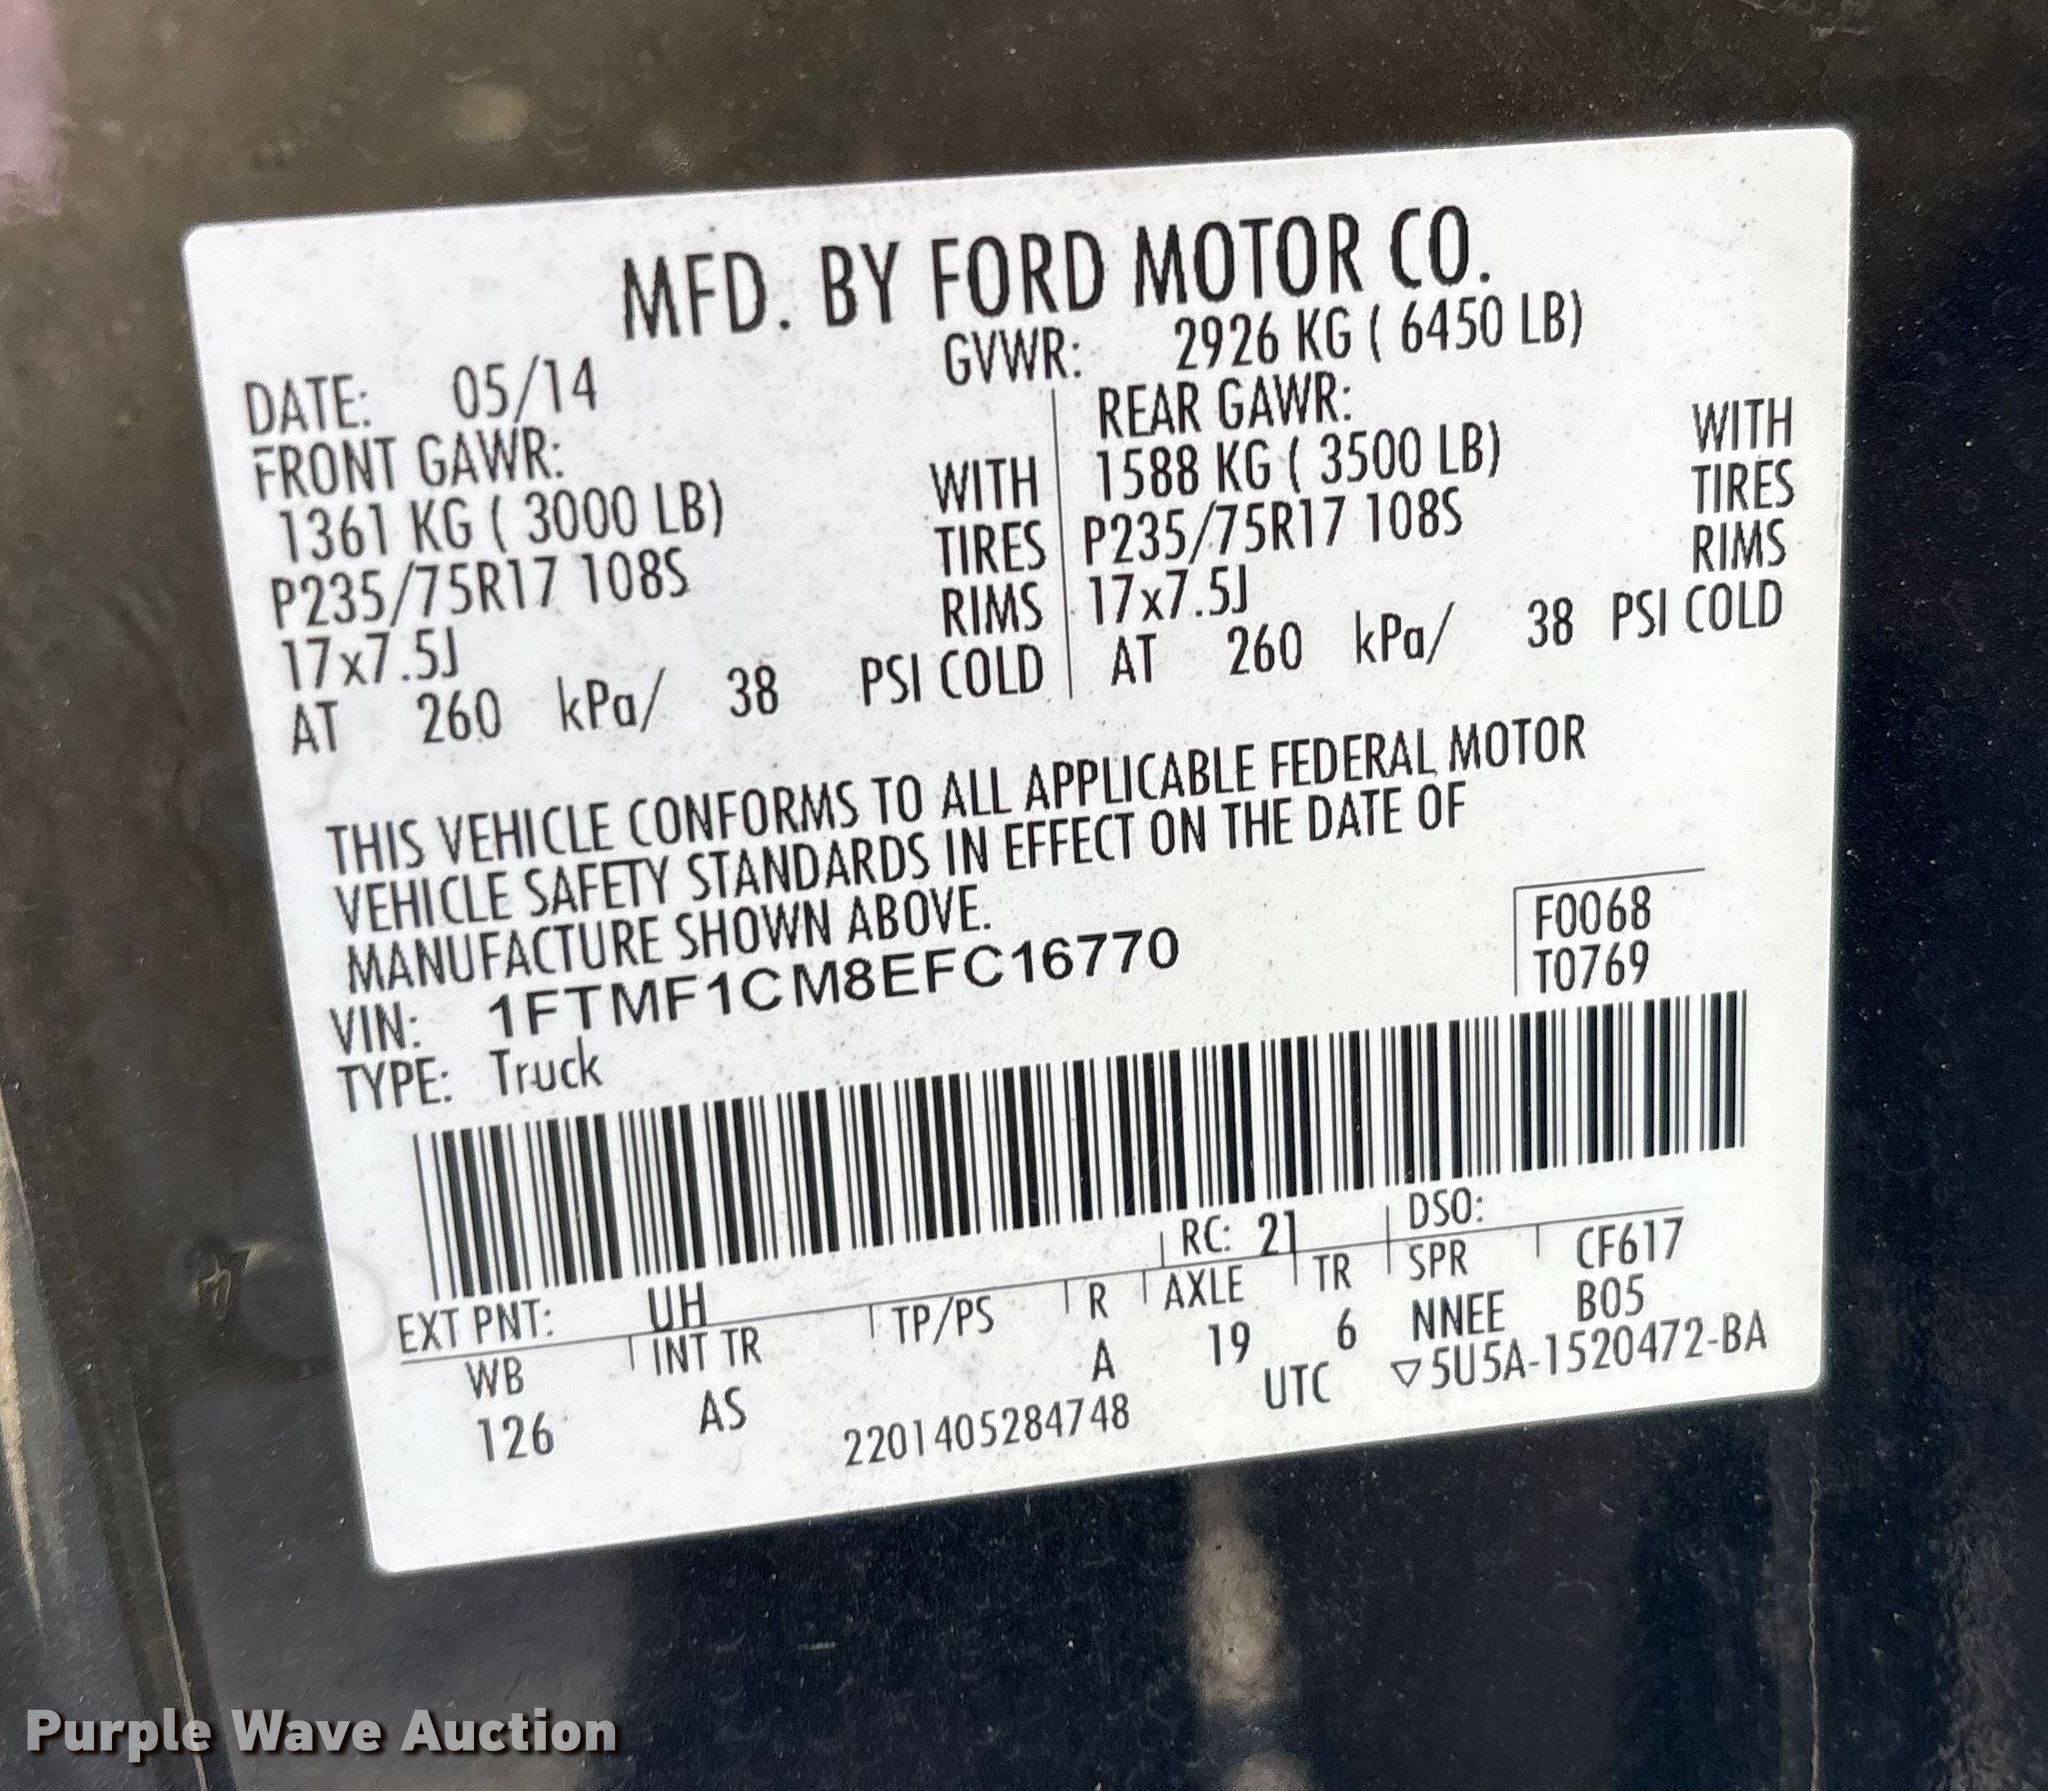 MFD. BY FORD MOTOR CO.
DATE: 05/14 GVWR: 2926 KG ( 6450 LB)
FRONT GAWR: REAR GAWR:
1361 KG ( 3000 LB) WITH 1588 KG ( 3500 LB) WITH
P235/75R17 108S TIRES P235/75R17 108S TIRES
17x7.5J RIMS 17x7.5J RIMS
AT 260 kPa/ 38 PSI COLD AT 260 kPa/ 38 PSI COLD
THIS VEHICLE CONFORMS TO ALL APPLICABLE FEDERAL MOTOR
VEHICLE SAFETY STANDARDS IN EFFECT ON THE DATE OF
MANUFACTURE SHOWN ABOVE.
VIN: 1FTMF1CM8EFC16770
TYPE: Truck
F0068
T0769
EXT PNT: UH RC: 21 DSO:
WB INT TR TP/PS R AXLE TR SPR CF617
126 AS A 19 6 NNEE B05
2201405284748 UTC ▽5U5A-1520472-BA
Purple Wave Auction